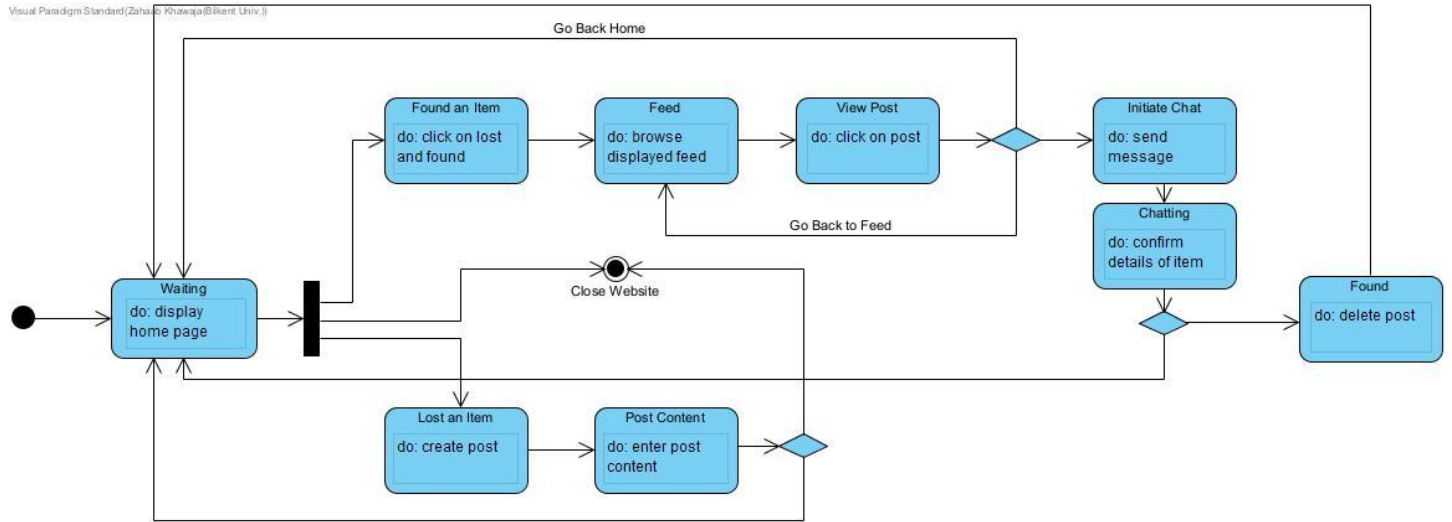 Visual Paradigm Standard(Zahaab Khawaja(Bilkent Univ.))
Go Back Home
Found an Item
do: click on lost
and found
Feed
do: browse
displayed feed
View Post
do: click on post
Initiate Chat
do: send
message
Go Back to Feed
Chatting
do: confirm
details of item
Waiting
do: display
home page
Close Website
Found
do: delete post
Lost an Item
do: create post
Post Content
do: enter post
content